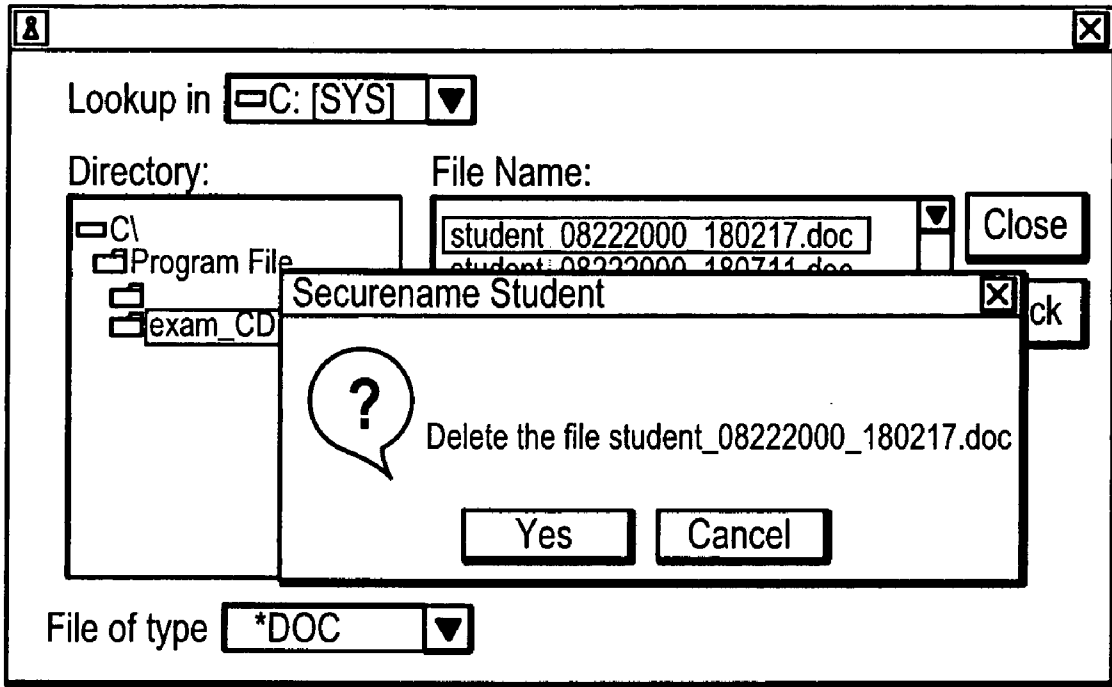 Lookup in C: [SYS]
Directory:
File Name:
C\
Program File
exam_CD
student_08222000_180217.doc
Close
ck
Securename Student
?
Delete the file student_08222000_180217.doc
Yes
Cancel
File of type *DOC